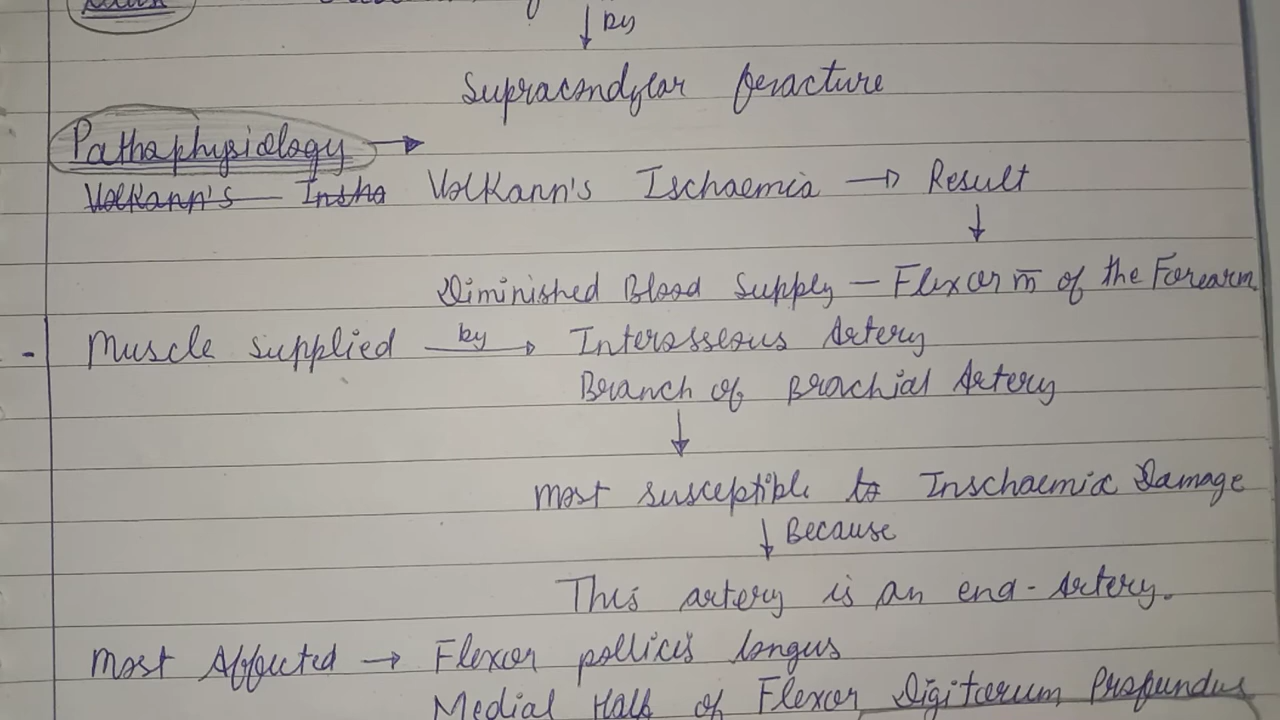 ↓ by
Supracondylar fracture
Pathophysiology →
Volkann's Insha Volkann's Ischaemia → Result
↓
Diminished Blood Supply - Flexor m̅ of the Forearm
- Muscle supplied by → Interosseous Artery
Branch of Brachial Artery
↓
most susceptible to Inschaemic Damage
↓ Because
This artery is an end-Artery.
Most Affected → Flexor pollicis longus
Medial Half of Flexor Digitorum Profundus